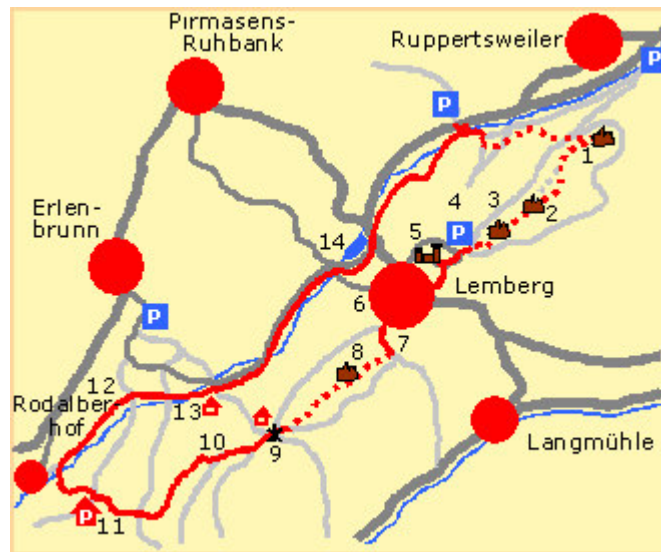 Pirmasens-
Ruhbank
Ruppertsweiler
P
P
1
2
3
4
5
P
14
Erlen-
brunn
6
Lemberg
P
7
8
12
Rodalber-
hof
13
10
9
Langmühle
P
11